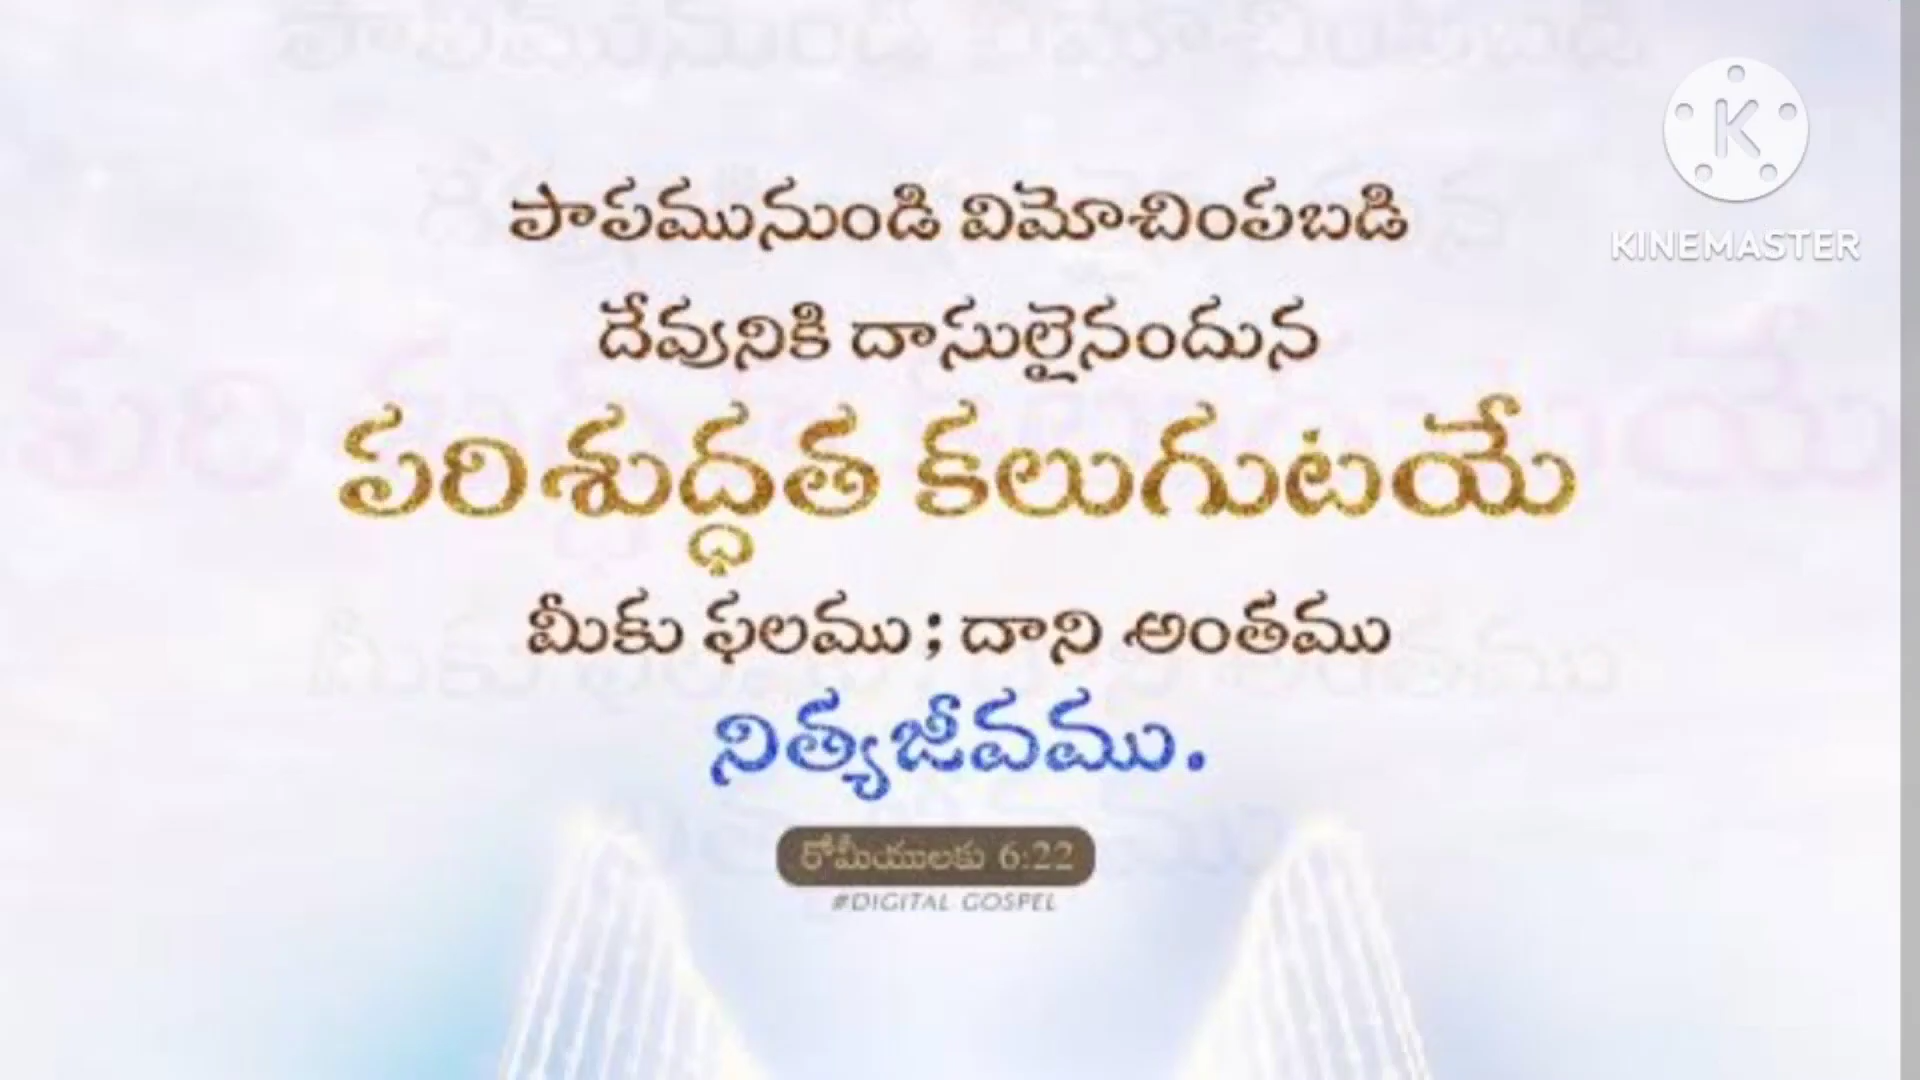 పాపమునుండి విమోచింపబడి
KINEMASTER
దేవునికి దాసులైనందున
పరిశుద్ధత కలుగుటయే
మీకు ఫలము ; దాని అంతము
నిత్యజీవము.
రోమీయులకు 6:22
#DIGITAL GOSPEL